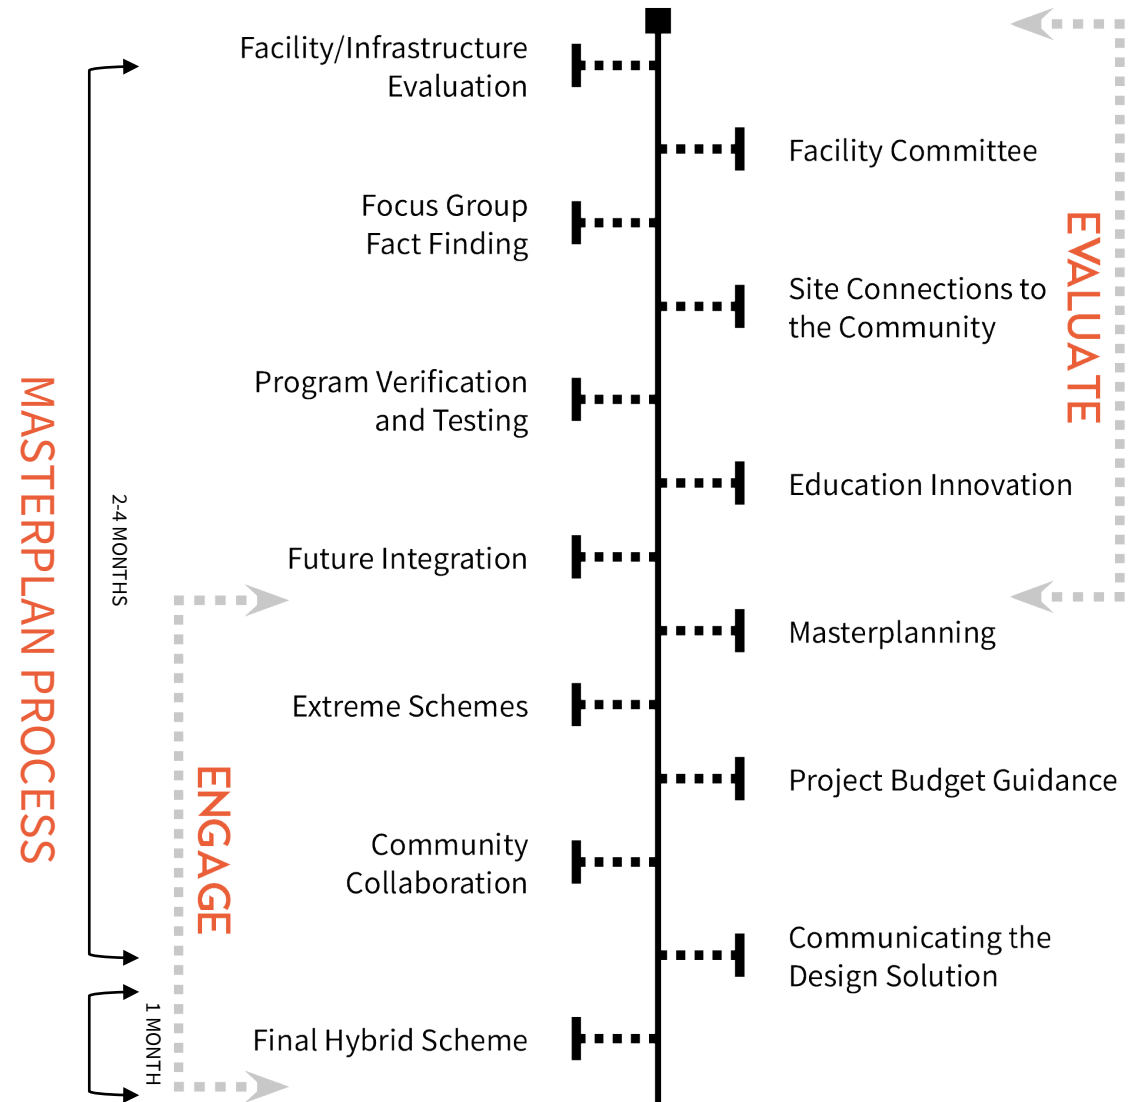 Facility/Infrastructure
Evaluation
Facility Committee
Focus Group
Fact Finding
Site Connections to
the Community
EVALUATE
Program Verification
and Testing
MASTERPLAN PROCESS
2-4 MONTHS
Education Innovation
Future Integration
Masterplanning
Extreme Schemes
ENGAGE
Project Budget Guidance
Community
Collaboration
Communicating the
Design Solution
1 MONTH
Final Hybrid Scheme